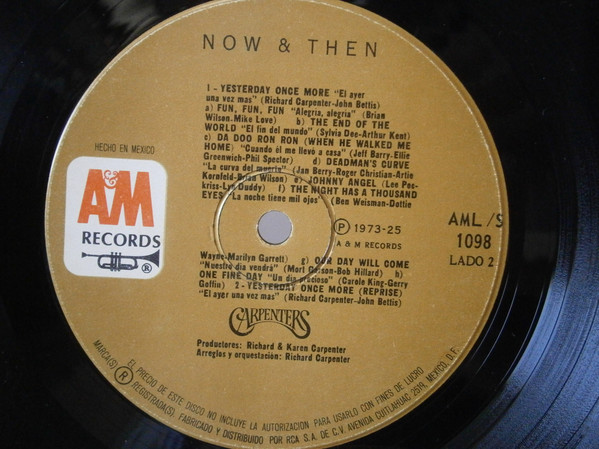 NOW & THEN
1 - YESTERDAY ONCE MORE "El ayer
una vez mas" (Richard Carpenter-John Bettis)
a) FUN, FUN, FUN "Alegria, alegria" (Brian
Wilson.Mike Love) b) THE END OF THE
WORLD "El fin del mundo" (Sylvia Dee-Arthur Kent)
c) DA DOO RON RON (WHEN HE WALKED ME
HOME) "Cuando él me llevó a casa" (Jeff Barry-Ellie
Greenwich-Phil Spector) d) DEADMAN'S CURVE
"La curva del muerto" (Jan Berry-Roger Christian-Artie
Kornfeld-Brian Wilson) e) JOHNNY ANGEL (Lee Poc-
kriss-Lyn Duddy) f) THE NIGHT HAS A THOUSAND
EYES "La noche tiene mil ojos" (Ben Weisman-Dottie
HECHO EN MEXICO
A&M
RECORDS
®
Ⓟ 1973-25
A & M RECORDS
AML /S
1098
LADO 2
Wayne-Marilyn Garrett) g) OUR DAY WILL COME
"Nuestro dia vendrá" (Mort Garson-Bob Hillard) h)
ONE FINE DAY "Un dia precioso" (Carole King-Gerry
Goffin) 2 - YESTERDAY ONCE MORE (REPRISE)
"El ayer una vez mas" (Richard Carpenter-John Bettis)
CARPENTERS
Productores: Richard & Karen Carpenter
Arreglos y orquestación: Richard Carpenter
MARCA(S) ® REGISTRADA(S). FABRICADO Y DISTRIBUIDO POR RCA S.A. DE C.V. AVENIDA CUITLAHUAC 2519, MEXICO, D.F.
EL PRECIO DE ESTE DISCO NO INCLUYE LA AUTORIZACION PARA USARLO CON FINES DE LUCRO